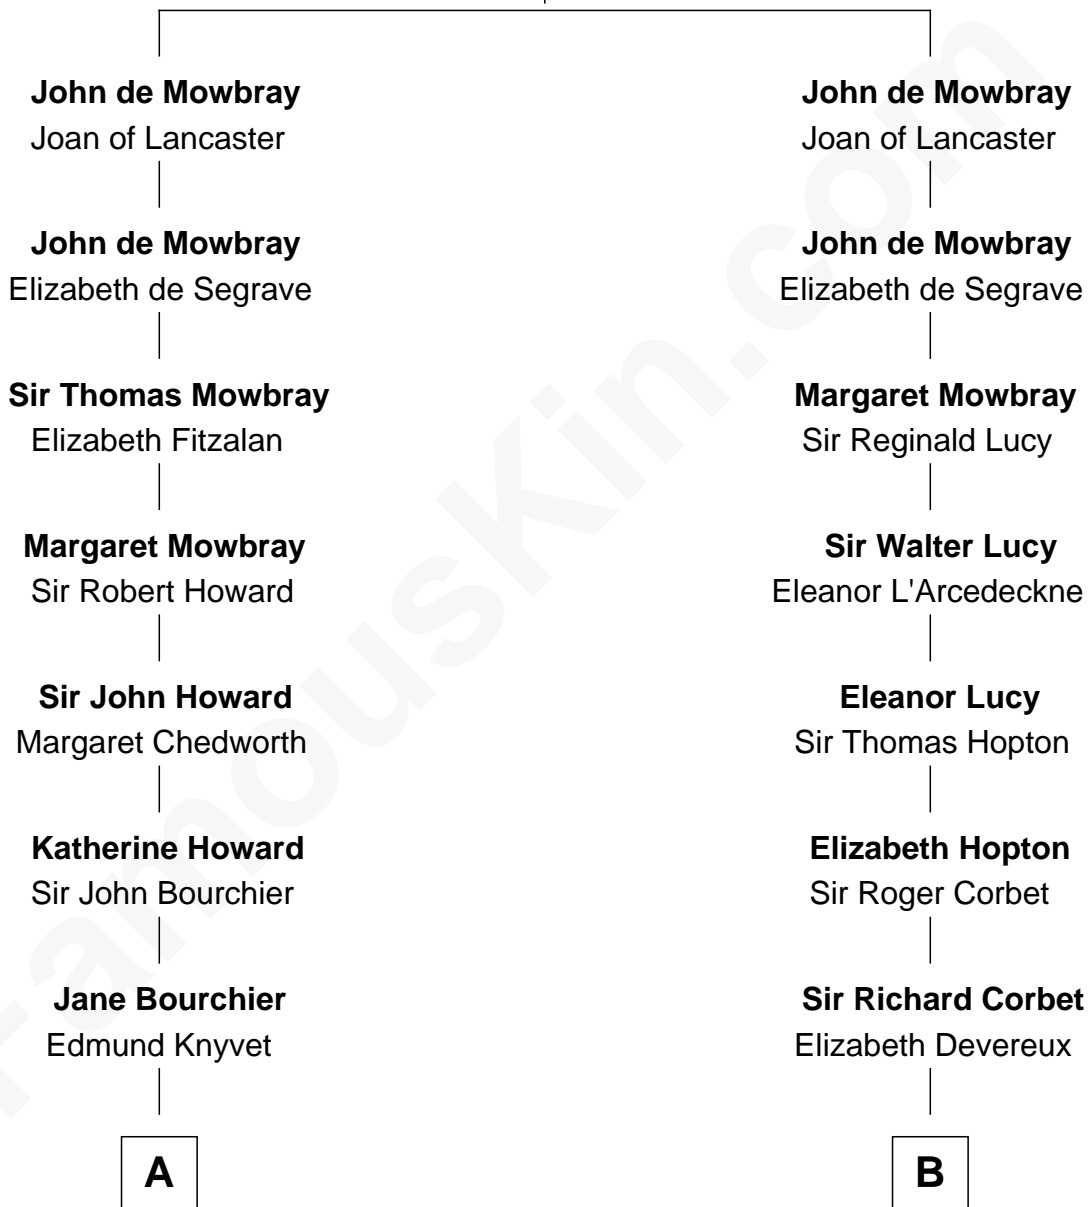 John de Mowbray
Joan of Lancaster
John de Mowbray
Elizabeth de Segrave
Sir Thomas Mowbray
Elizabeth Fitzalan
Margaret Mowbray
Sir Robert Howard
Sir John Howard
Margaret Chedworth
Katherine Howard
Sir John Bourchier
Jane Bourchier
Edmund Knyvet
A
John de Mowbray
Joan of Lancaster
John de Mowbray
Elizabeth de Segrave
Margaret Mowbray
Sir Reginald Lucy
Sir Walter Lucy
Eleanor L'Arcedeckne
Eleanor Lucy
Sir Thomas Hopton
Elizabeth Hopton
Sir Roger Corbet
Sir Richard Corbet
Elizabeth Devereux
B
FamousKin.com